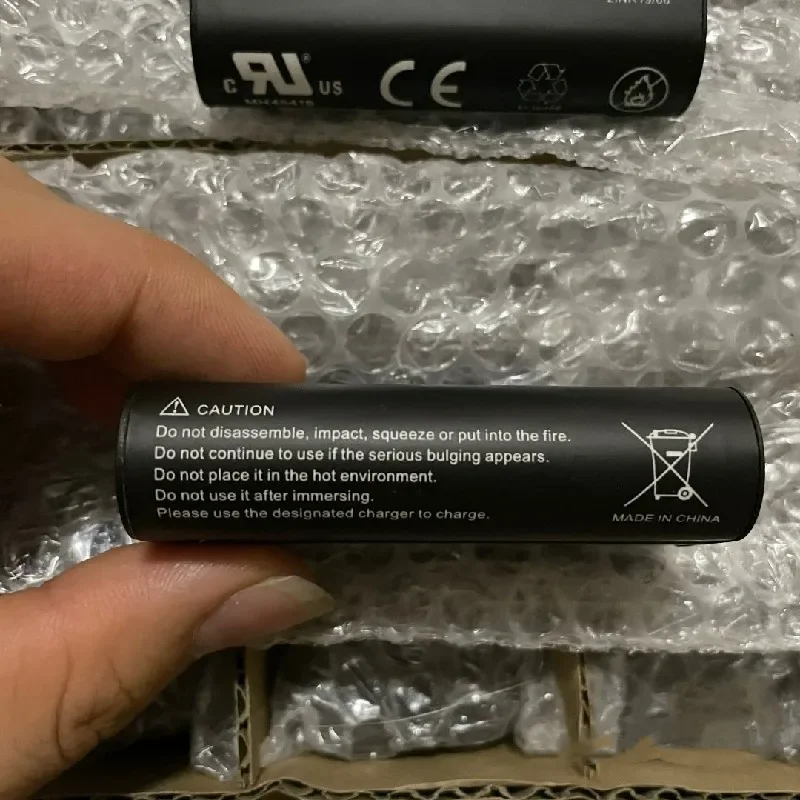 C RU ® US
CE
CAUTION
Do not disassemble, impact, squeeze or put into the fire.
Do not continue to use if the serious bulging appears.
Do not place it in the hot environment.
Do not use it after immersing.
Please use the designated charger to charge.
MADE IN CHINA